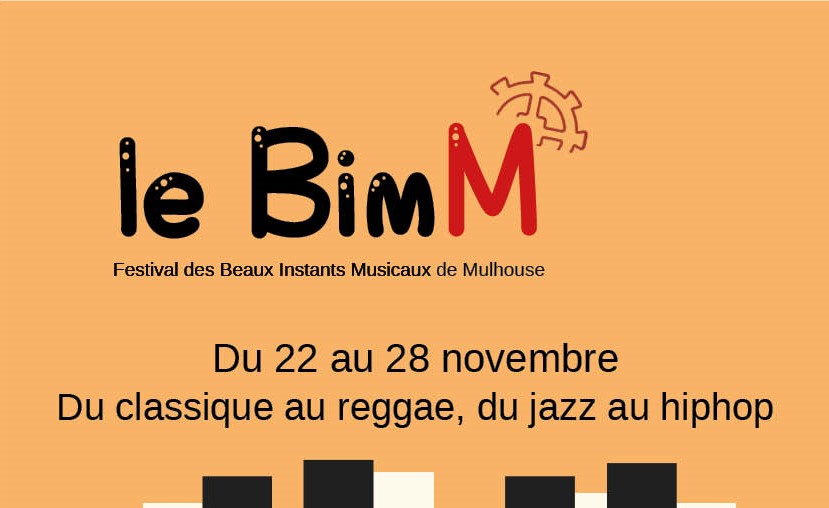 le BimM
Festival des Beaux Instants Musicaux de Mulhouse
Du 22 au 28 novembre
Du classique au reggae, du jazz au hiphop